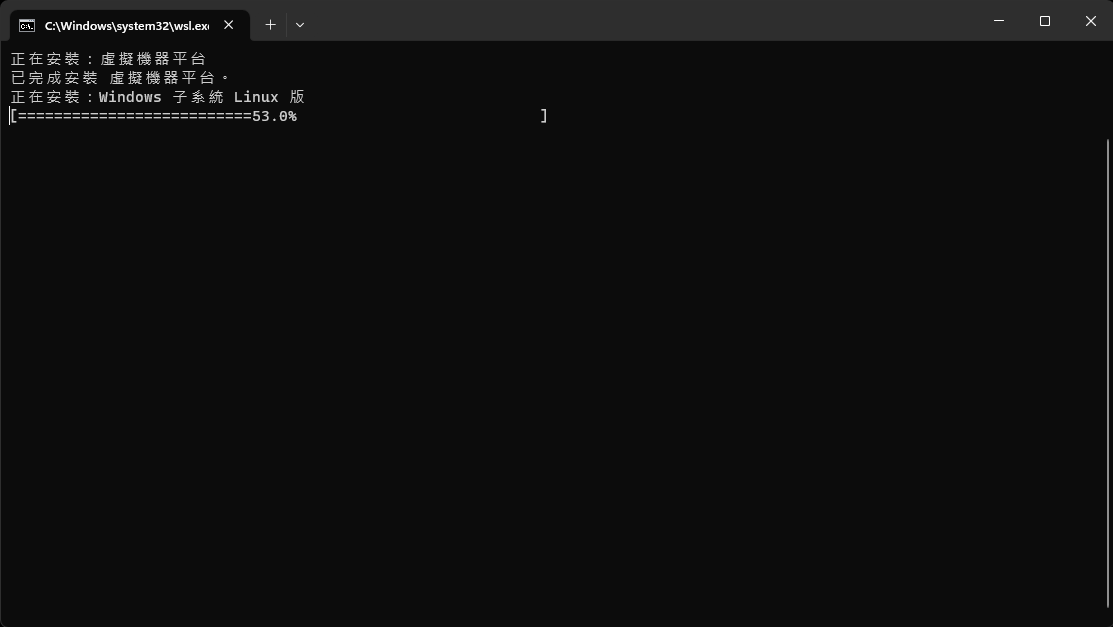 C:\Windows\system32\wsl.exe
正在安裝：虛擬機器平台
已完成安裝 虛擬機器平台。
正在安裝：Windows 子系統 Linux 版
[==========================53.0%                           ]